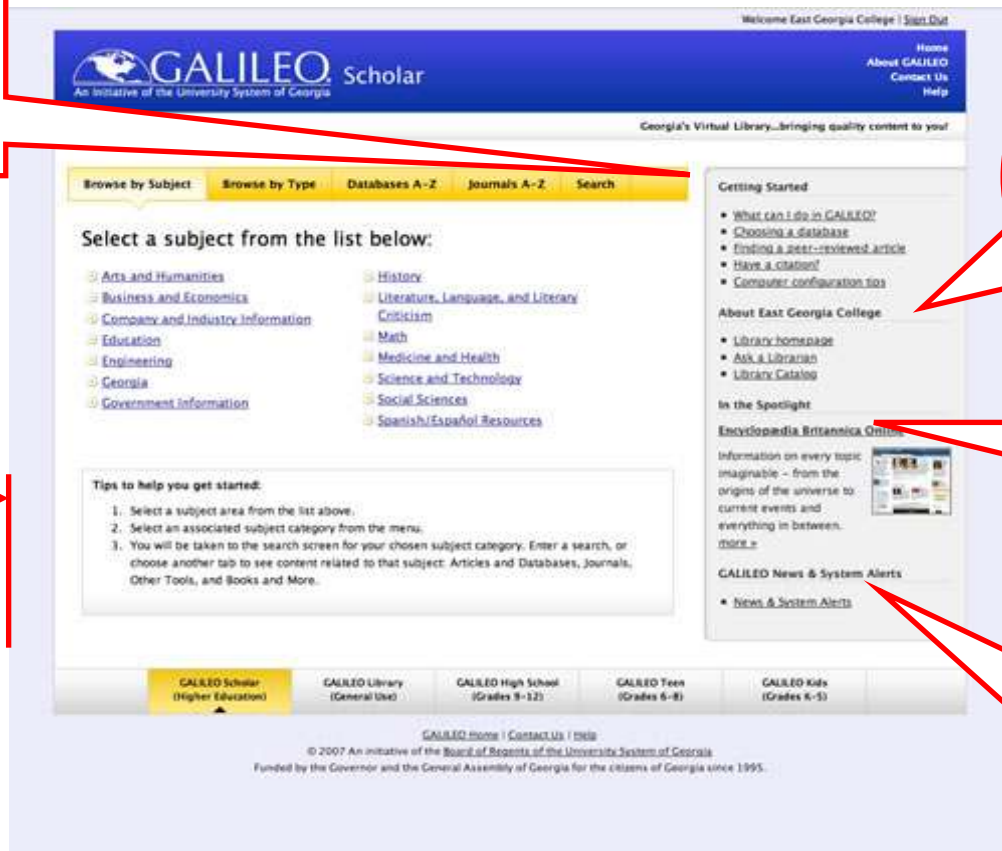 Welcome East Georgia College | Sign Out
GALILEO Scholar
An Initiative of the University System of Georgia
Home
About GALILEO
Contact Us
Help
Georgia's Virtual Library...bringing quality content to you!
Browse by Subject Browse by Type Databases A-Z Journals A-Z Search
Select a subject from the list below:
Arts and Humanities
Business and Economics
Company and Industry Information
Education
Engineering
Georgia
Government Information
History
Literature, Language, and Literary
Criticism
Math
Medicine and Health
Science and Technology
Social Sciences
Spanish/Español Resources
Tips to help you get started:
1. Select a subject area from the list above.
2. Select an associated subject category from the menu.
3. You will be taken to the search screen for your chosen subject category. Enter a search, or
choose another tab to see content related to that subject: Articles and Databases, Journals,
Other Tools, and Books and More.
Getting Started
What can I do in GALILEO?
Choosing a database
Finding a peer-reviewed article
Have a citation?
Computer configuration tips
About East Georgia College
Library homepage
Ask a Librarian
Library Catalog
In the Spotlight
Encyclopædia Britannica Online
Information on every topic
imaginable – from the
origins of the universe to
current events and
everything in between.
more »
GALILEO News & System Alerts
News & System Alerts
GALILEO Scholar
(Higher Education)
GALILEO Library
(General Use)
GALILEO High School
(Grades 9-12)
GALILEO Teen
(Grades 6-8)
GALILEO Kids
(Grades K-5)
GALILEO Home | Contact Us | Help
© 2007 An initiative of the Board of Regents of the University System of Georgia
Funded by the Governor and the General Assembly of Georgia for the citizens of Georgia since 1995.